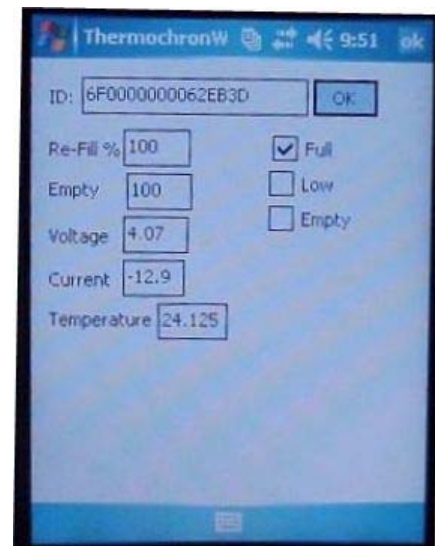 ThermochronW 9:51 ok
ID: 6F0000000062EB3D OK
Re-Fill % 100 Full
Empty 100 Low
Empty
Voltage 4.07
Current -12.9
Temperature 24.125